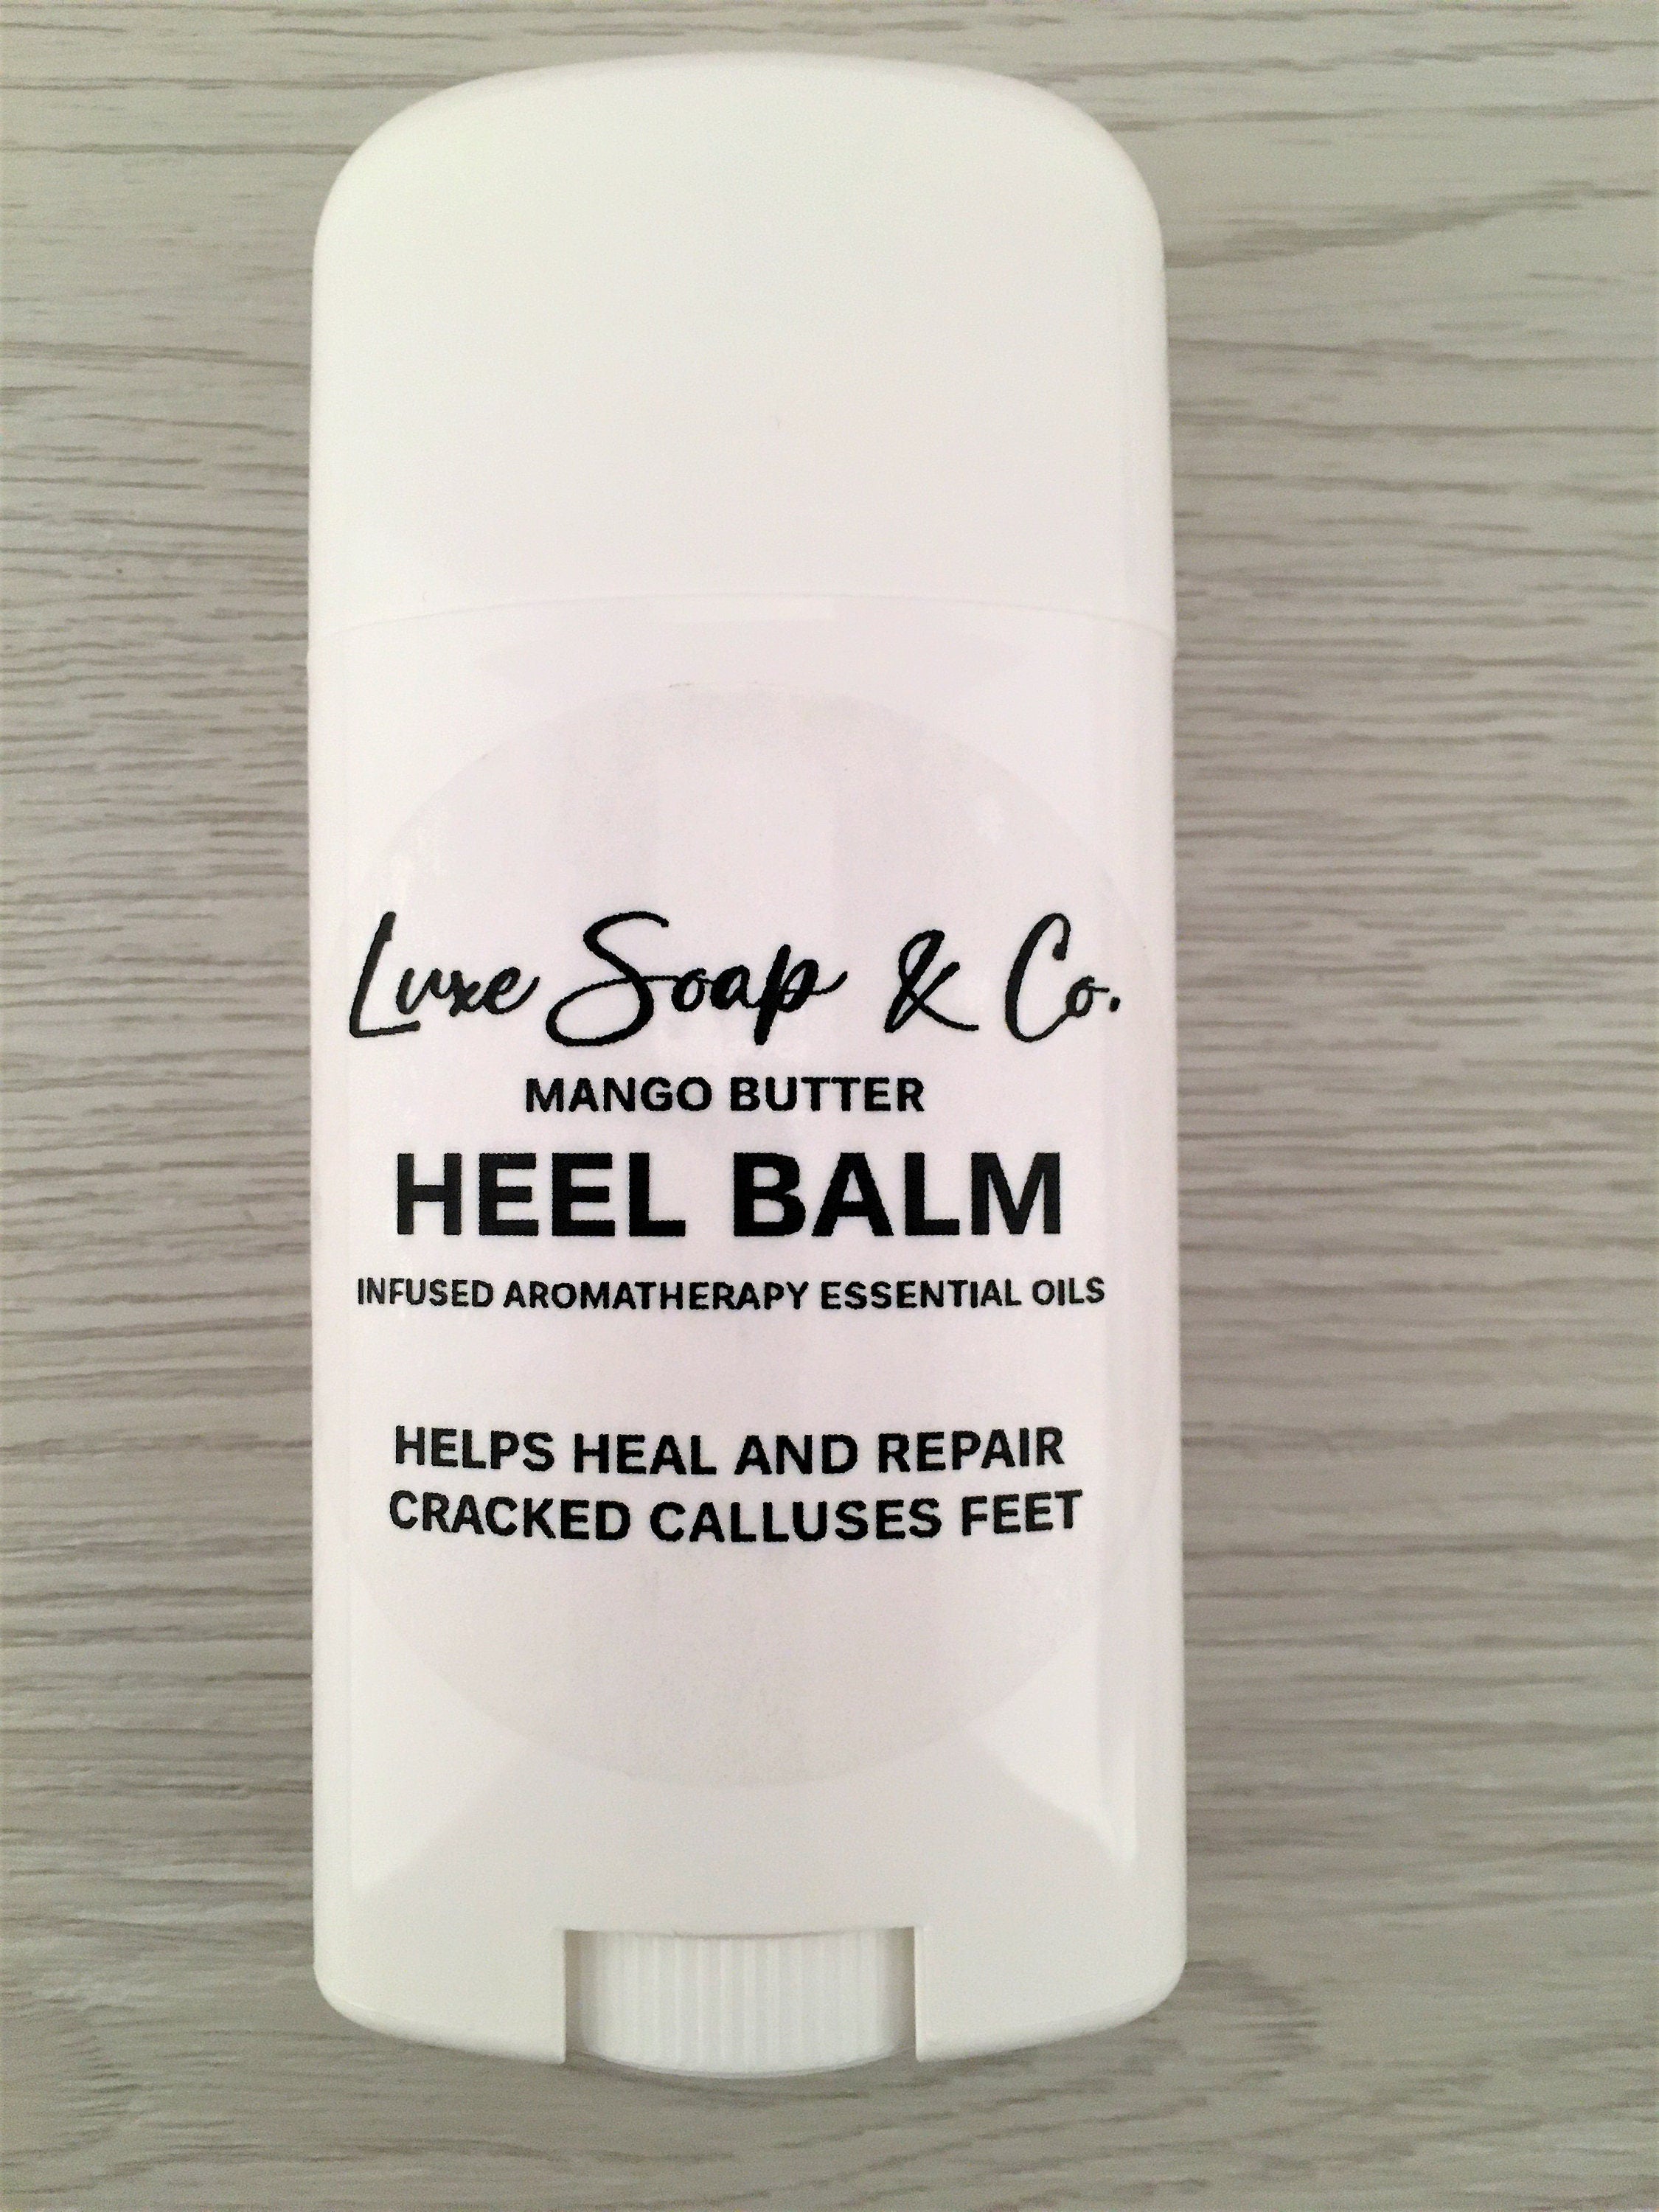 Luxe Soap & Co.
MANGO BUTTER
HEEL BALM
INFUSED AROMATHERAPY ESSENTIAL OILS
HELPS HEAL AND REPAIR
CRACKED CALLUSES FEET